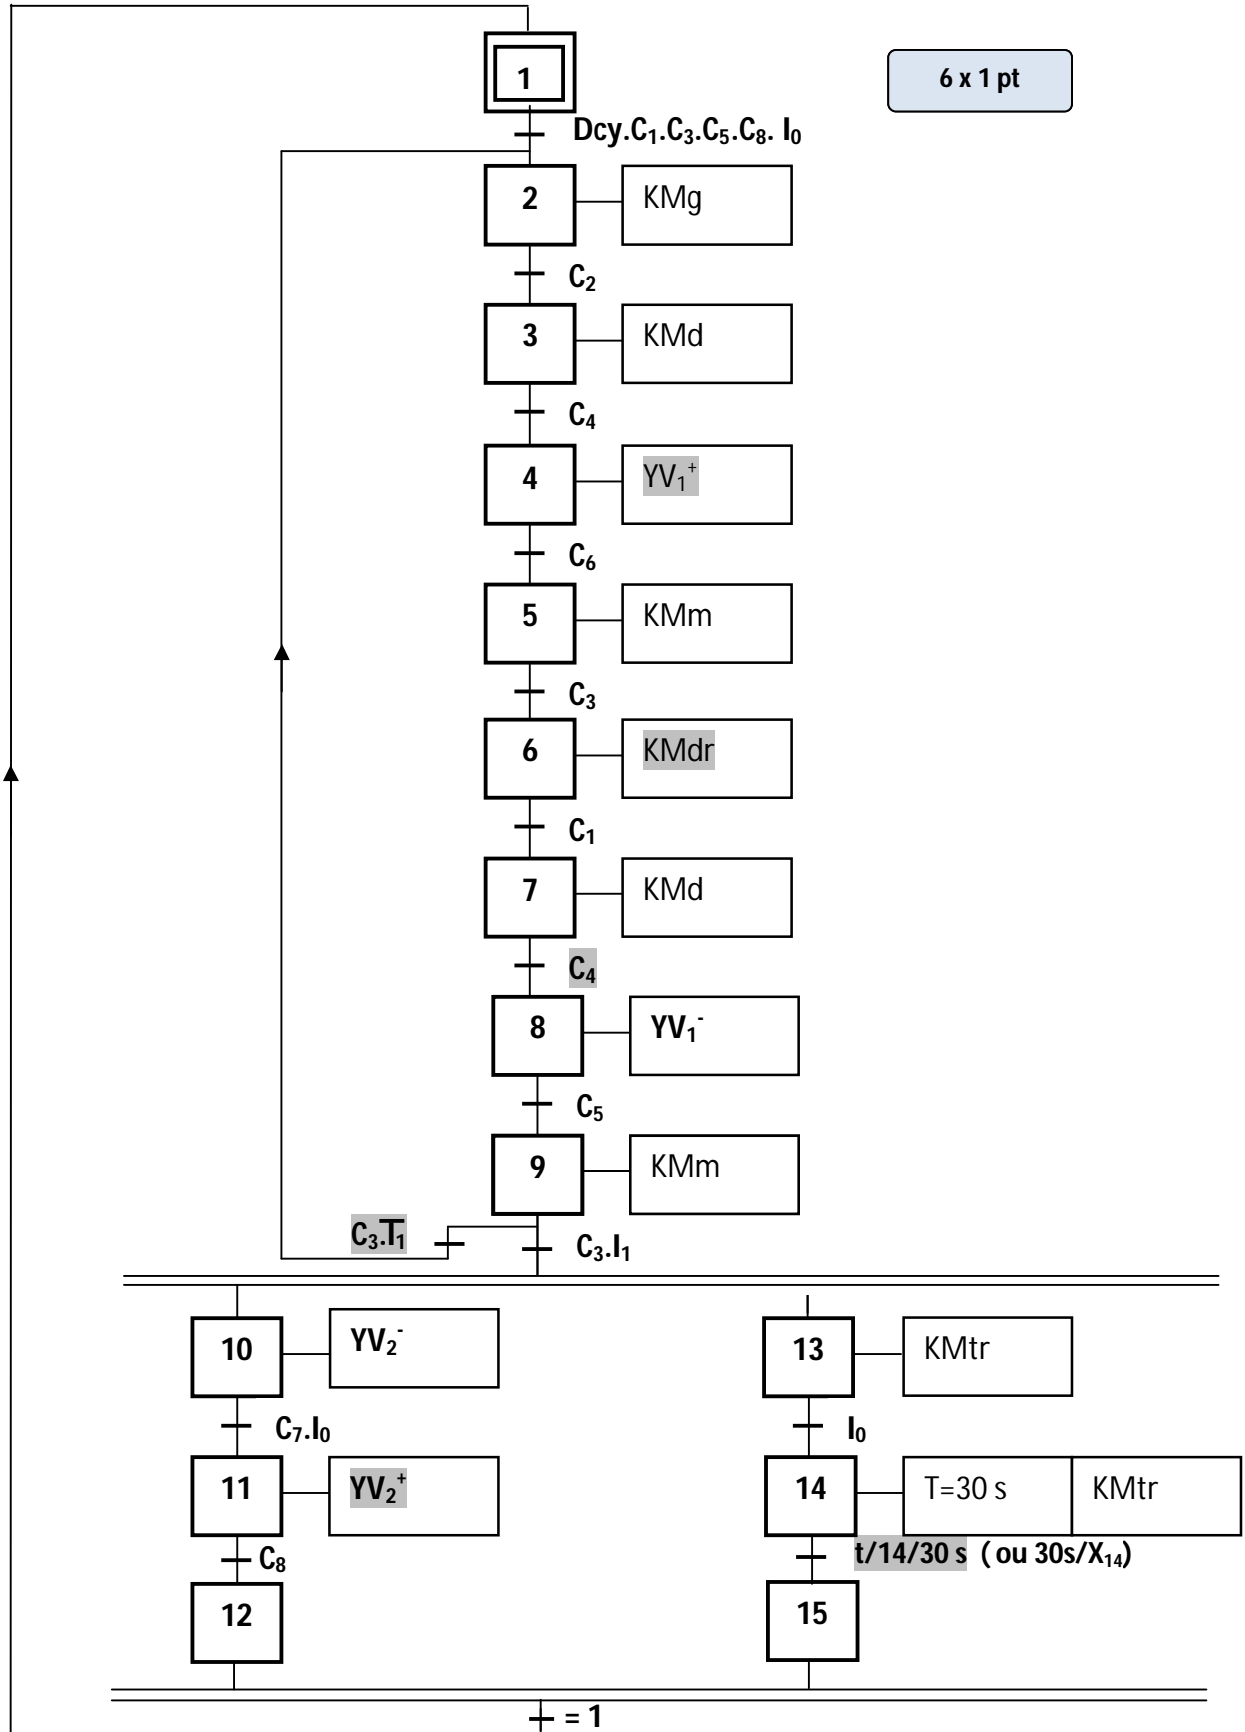 1
6 x 1 pt
Dcy.C₁.C₃.C₅.C₈. I₀
2 KMg
C₂
3 KMd
C₄
4 YV₁⁺
C₆
5 KMm
C₃
6 KMdr
C₁
7 KMd
C₄
8 YV₁⁻
C₅
9 KMm
C₃.I̅₁ C₃.I₁
10 YV₂⁻ 13 KMtr
C₇.I₀ I₀
11 YV₂⁺ 14 T=30 s KMtr
C₈ t/14/30 s ( ou 30s/X₁₄)
12 15
= 1